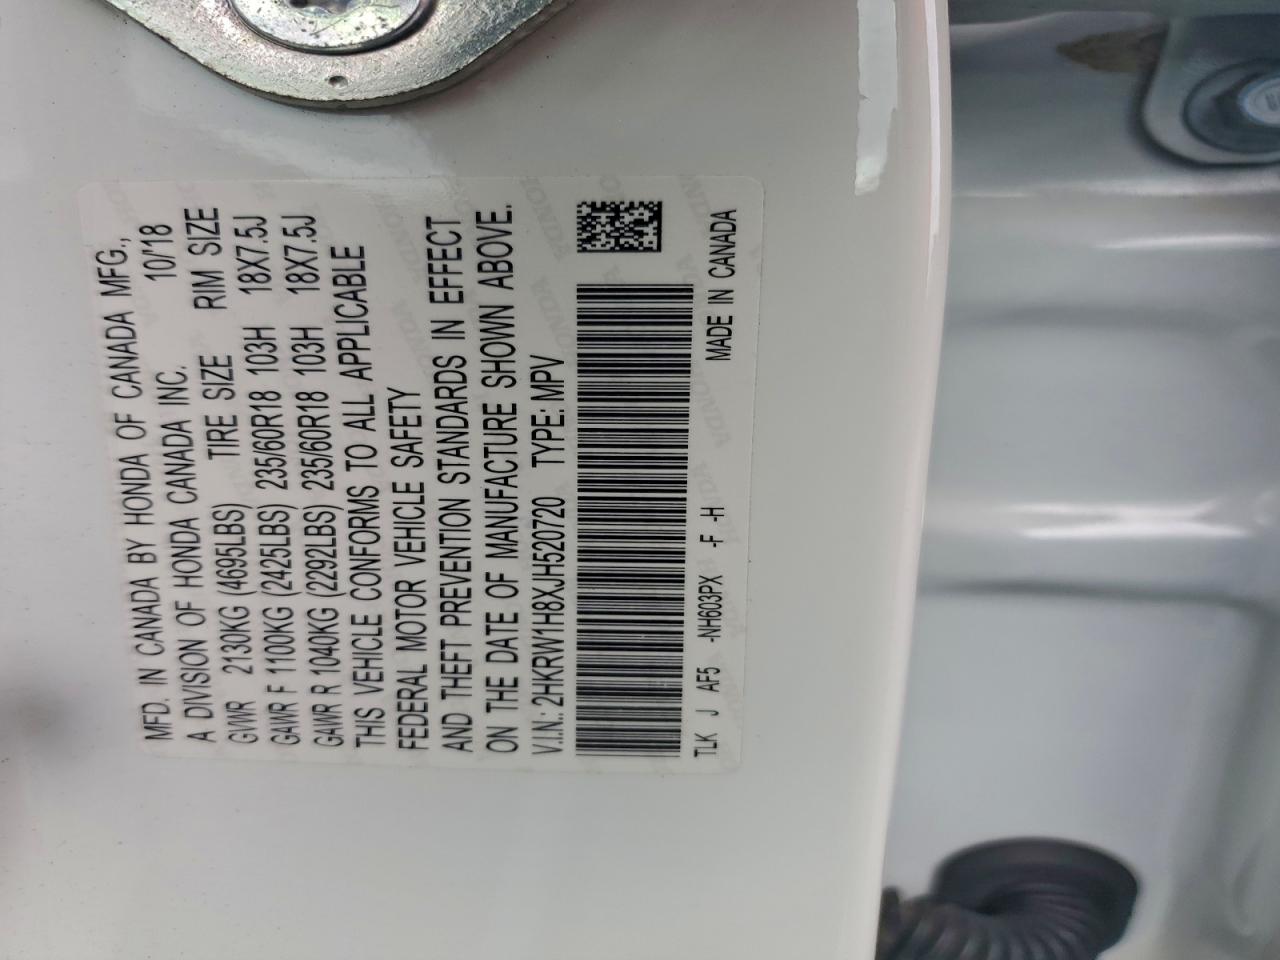 MFD. IN CANADA BY HONDA OF CANADA MFG.,
A DIVISION OF HONDA CANADA INC. 10/'18
GVWR 2130KG (4695LBS) TIRE SIZE RIM SIZE
GAWR F 1100KG (2425LBS) 235/60R18 103H 18X7.5J
GAWR R 1040KG (2292LBS) 235/60R18 103H 18X7.5J
THIS VEHICLE CONFORMS TO ALL APPLICABLE
FEDERAL MOTOR VEHICLE SAFETY
AND THEFT PREVENTION STANDARDS IN EFFECT
ON THE DATE OF MANUFACTURE SHOWN ABOVE.
V.I.N.: 2HKRW1H8XJH520720 TYPE: MPV
TLK J AF5 -NH603PX -F -H MADE IN CANADA